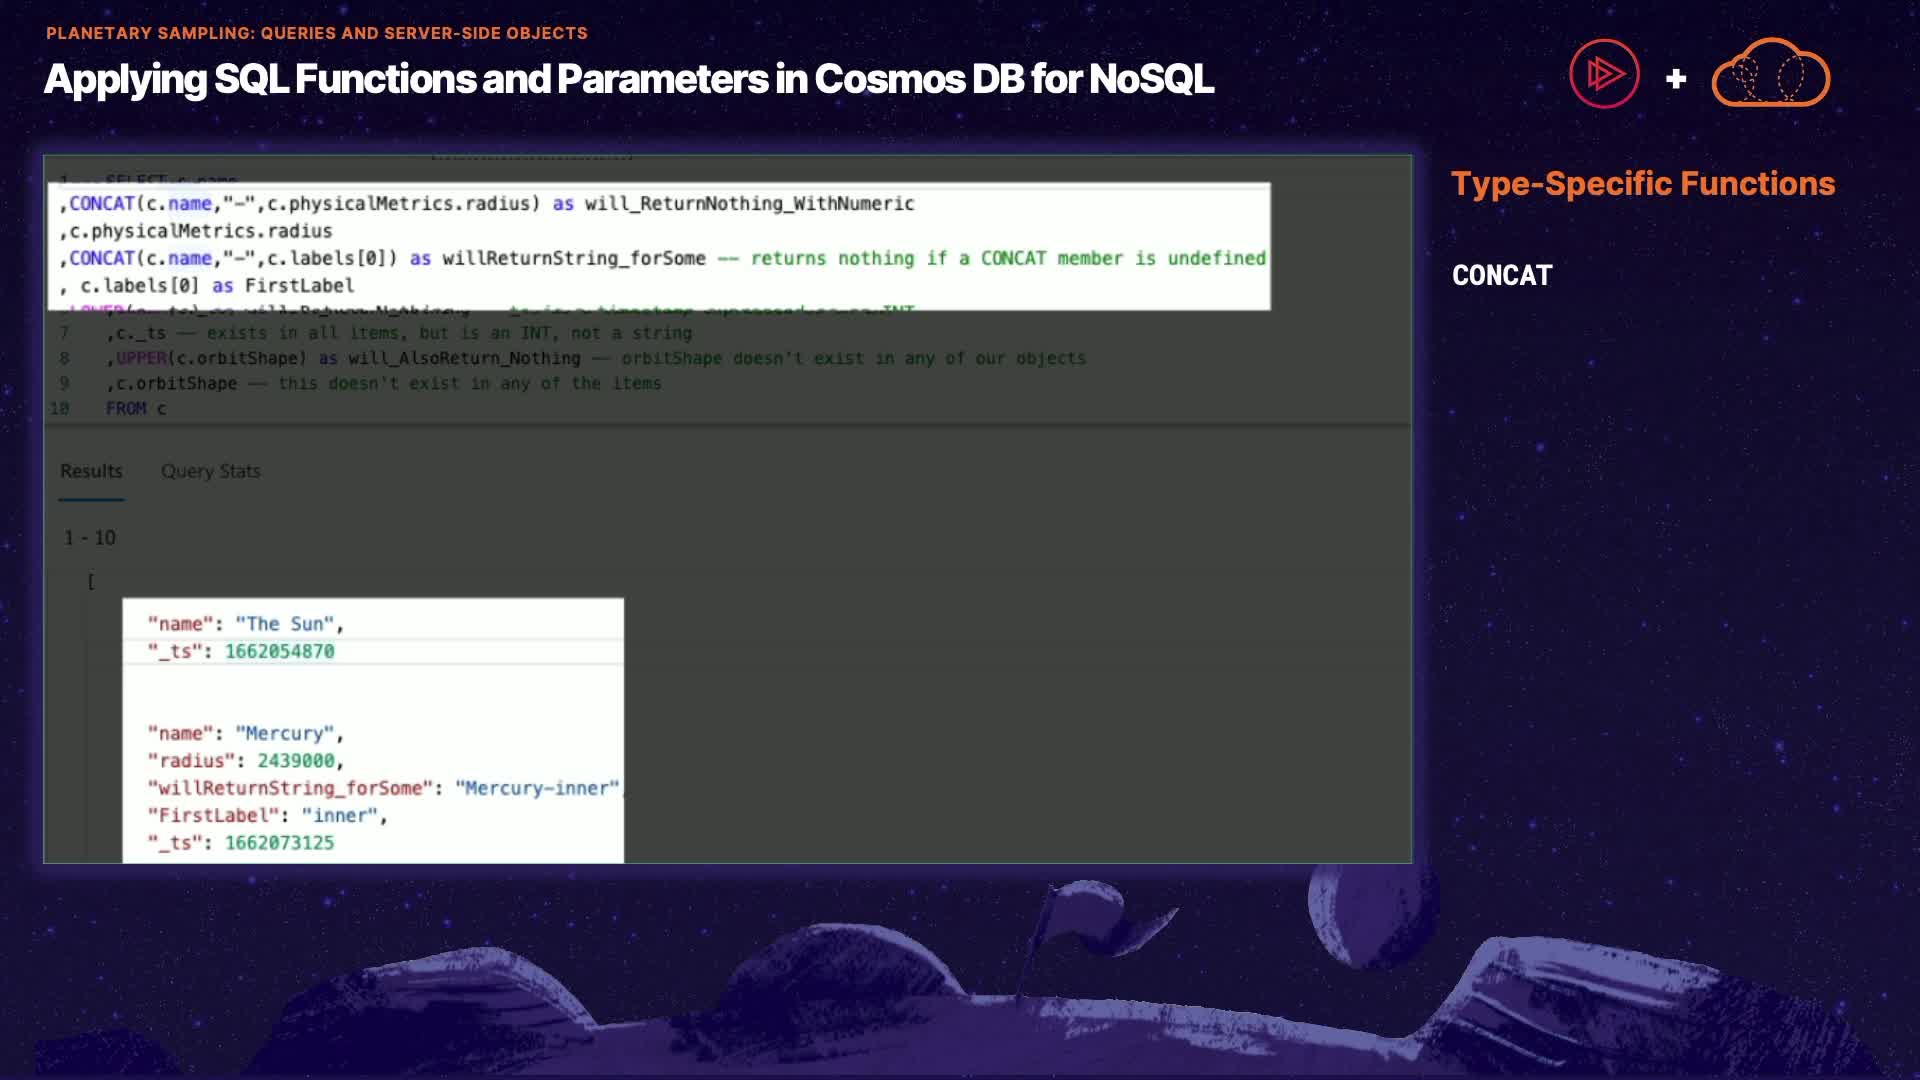 PLANETARY SAMPLING: QUERIES AND SERVER-SIDE OBJECTS
Applying SQL Functions and Parameters in Cosmos DB for NoSQL
+
Type-Specific Functions
CONCAT
1 SELECT c.name
,CONCAT(c.name,"-",c.physicalMetrics.radius) as will_ReturnNothing_WithNumeric
,c.physicalMetrics.radius
,CONCAT(c.name,"-",c.labels[0]) as willReturnString_forSome -- returns nothing if a CONCAT member is undefined
, c.labels[0] as FirstLabel
7 ,c._ts -- exists in all items, but is an INT, not a string
8 ,UPPER(c.orbitShape) as will_AlsoReturn_Nothing -- orbitShape doesn't exist in any of our objects
9 ,c.orbitShape -- this doesn't exist in any of the items
10 FROM c
Results Query Stats
1 - 10
[
"name": "The Sun",
"_ts": 1662054870
"name": "Mercury",
"radius": 2439000,
"willReturnString_forSome": "Mercury-inner"
"FirstLabel": "inner",
"_ts": 1662073125